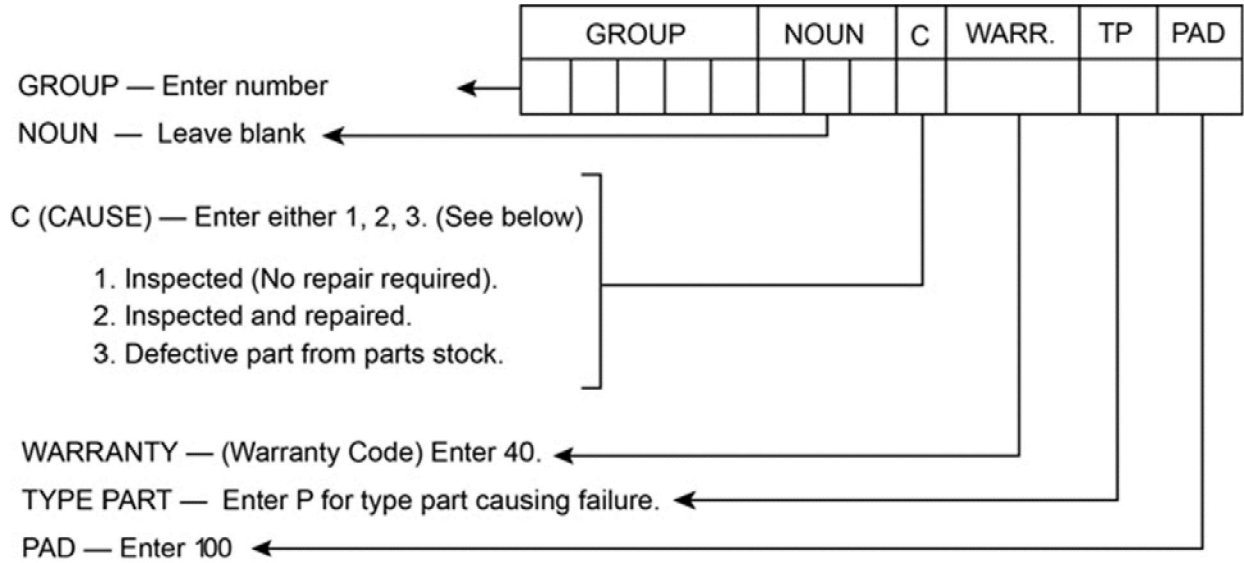 GROUP NOUN C WARR. TP PAD
GROUP — Enter number
NOUN — Leave blank
C (CAUSE) — Enter either 1, 2, 3. (See below)
1. Inspected (No repair required).
2. Inspected and repaired.
3. Defective part from parts stock.
WARRANTY — (Warranty Code) Enter 40.
TYPE PART — Enter P for type part causing failure.
PAD — Enter 100